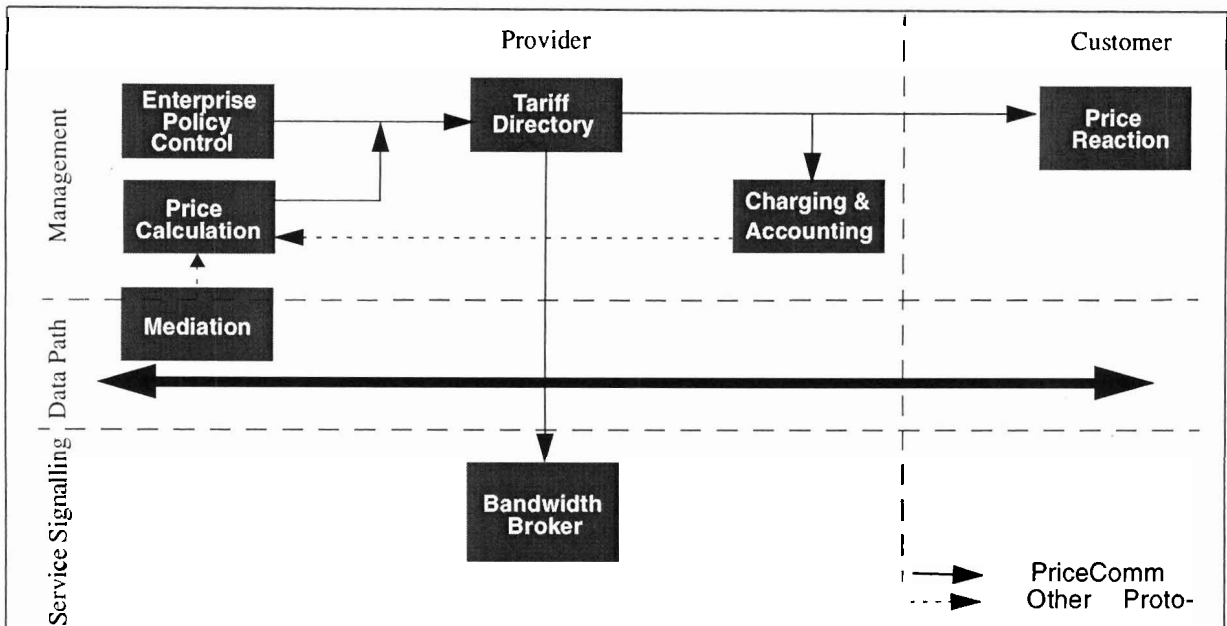 Provider
Customer
Management
Enterprise
Policy
Control
Tariff
Directory
Price
Reaction
Price
Calculation
Charging &
Accounting
Data Path
Mediation
Service Signalling
Bandwidth
Broker
PriceComm
Other Proto-